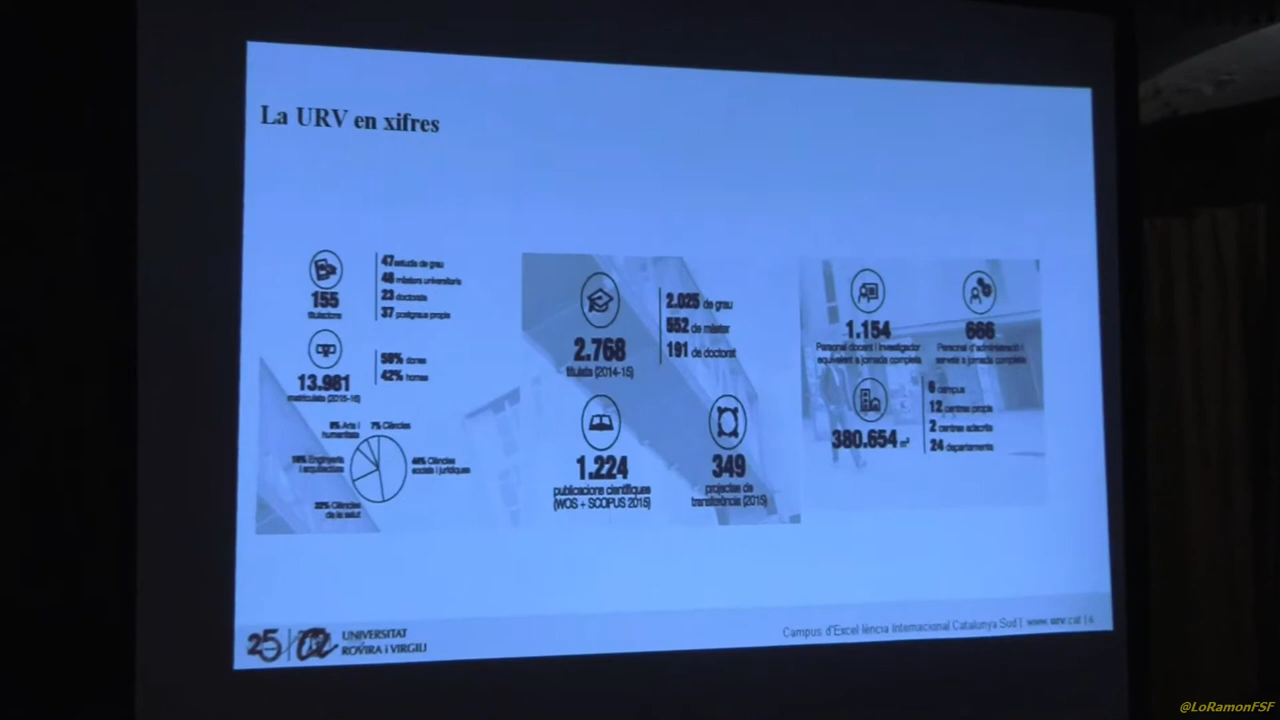 La URV en xifres
155
titulacions
47 estudis de grau
48 màsters universitaris
23 doctorats
37 postgraus propis
13.981
matriculats (2015-16)
58% dones
42% homes
Arts i
humanitats
7% Ciències
Enginyeria
i arquitectura
Ciències
socials i jurídiques
Ciències
de la salut
2.768
titulats (2014-15)
2.025 de grau
552 de màster
191 de doctorat
1.224
publicacions científiques
(WOS + SCOPUS 2015)
349
projectes de
transferència (2015)
1.154
Personal docent i investigador
equivalent a jornada completa
666
Personal d'administració i
serveis a jornada completa
380.654 m²
6 campus
12 centres propis
2 centres adscrits
24 departaments
25
UNIVERSITAT
ROVIRA i VIRGILI
Campus d'Excel·lència Internacional Catalunya Sud | www.urv.cat |
@LoRamonFSF